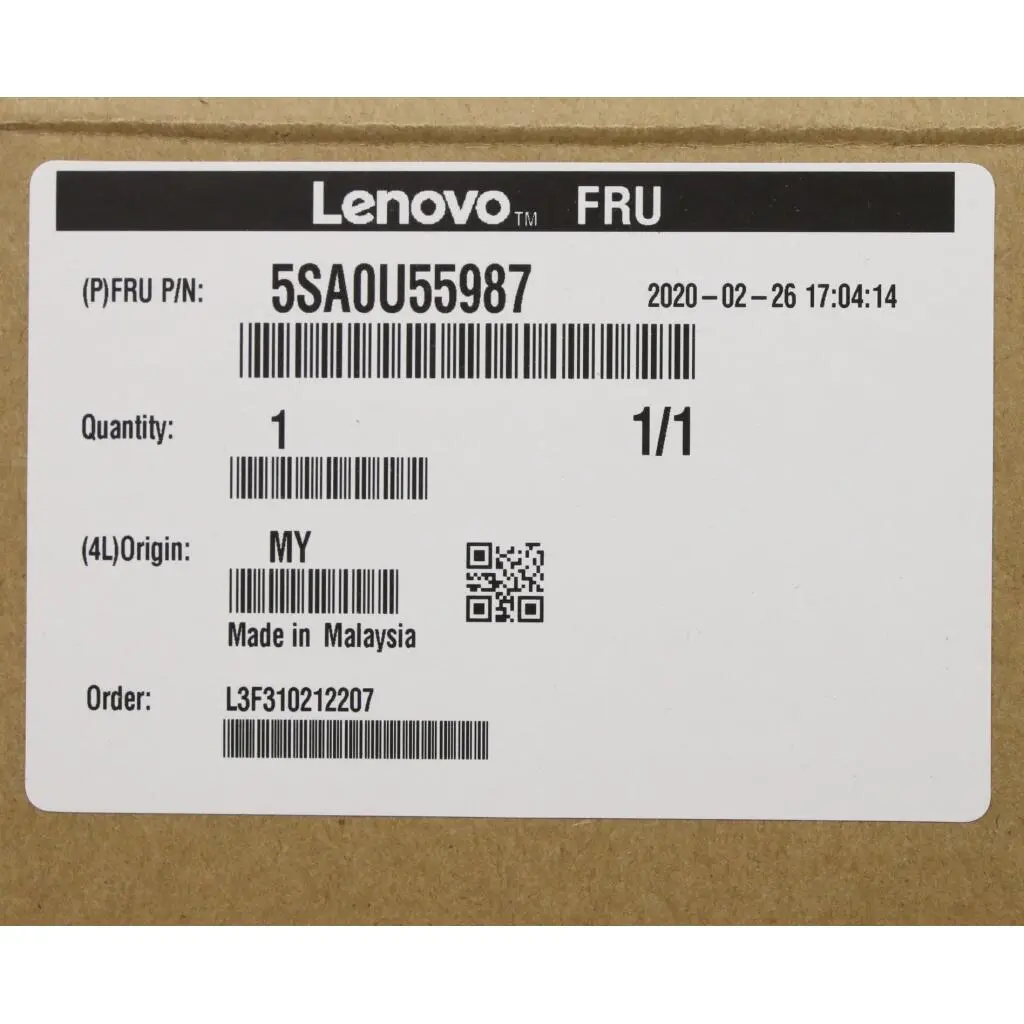 Lenovo™ FRU
(P)FRU P/N: 5SA0U55987 2020-02-26 17:04:14
Quantity: 1 1/1
(4L)Origin: MY
Made in Malaysia
Order: L3F310212207